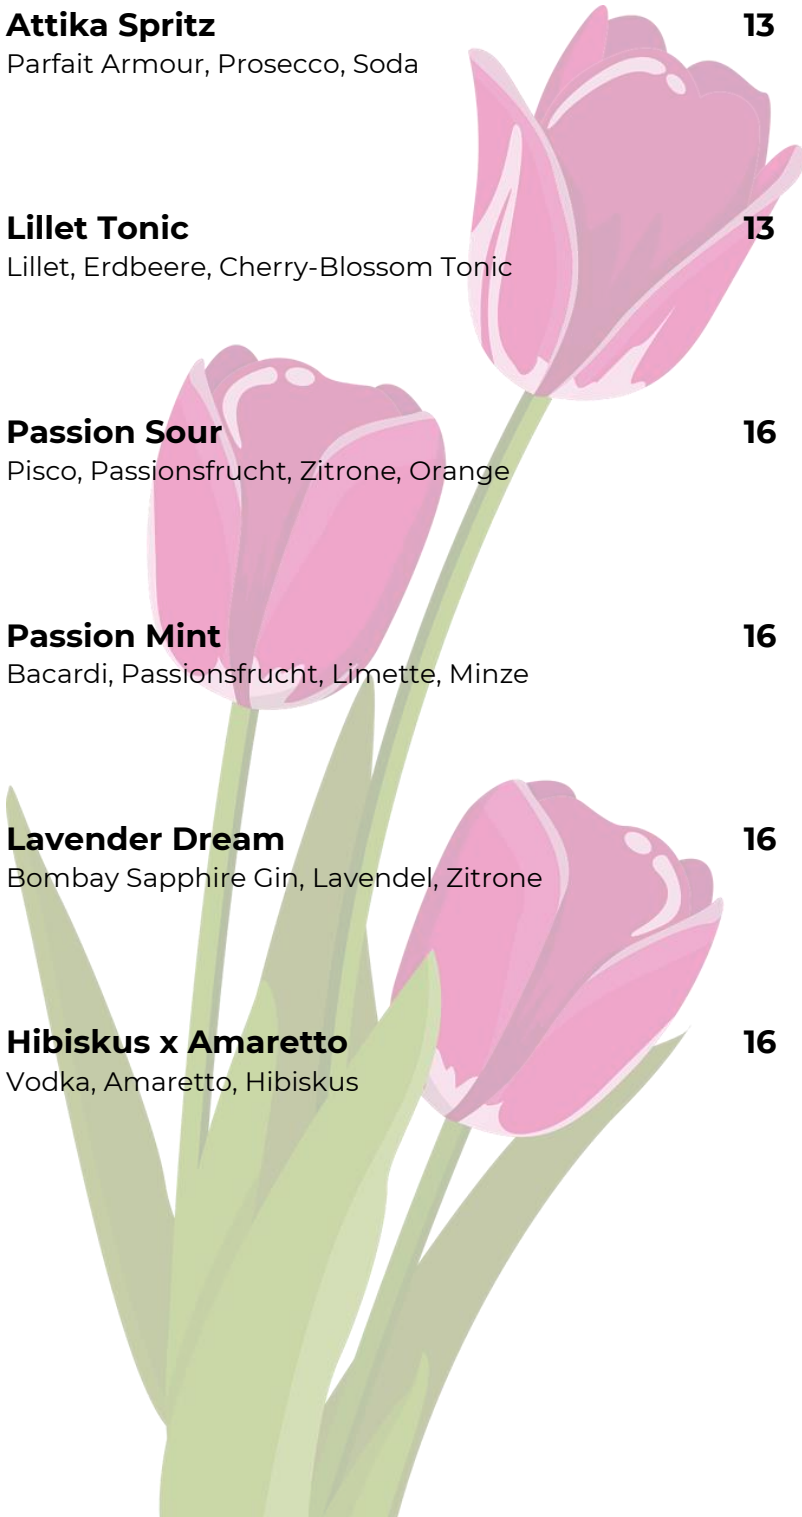 Attika Spritz 13
Parfait Armour, Prosecco, Soda
Lillet Tonic 13
Lillet, Erdbeere, Cherry-Blossom Tonic
Passion Sour 16
Pisco, Passionsfrucht, Zitrone, Orange
Passion Mint 16
Bacardi, Passionsfrucht, Limette, Minze
Lavender Dream 16
Bombay Sapphire Gin, Lavendel, Zitrone
Hibiskus x Amaretto 16
Vodka, Amaretto, Hibiskus